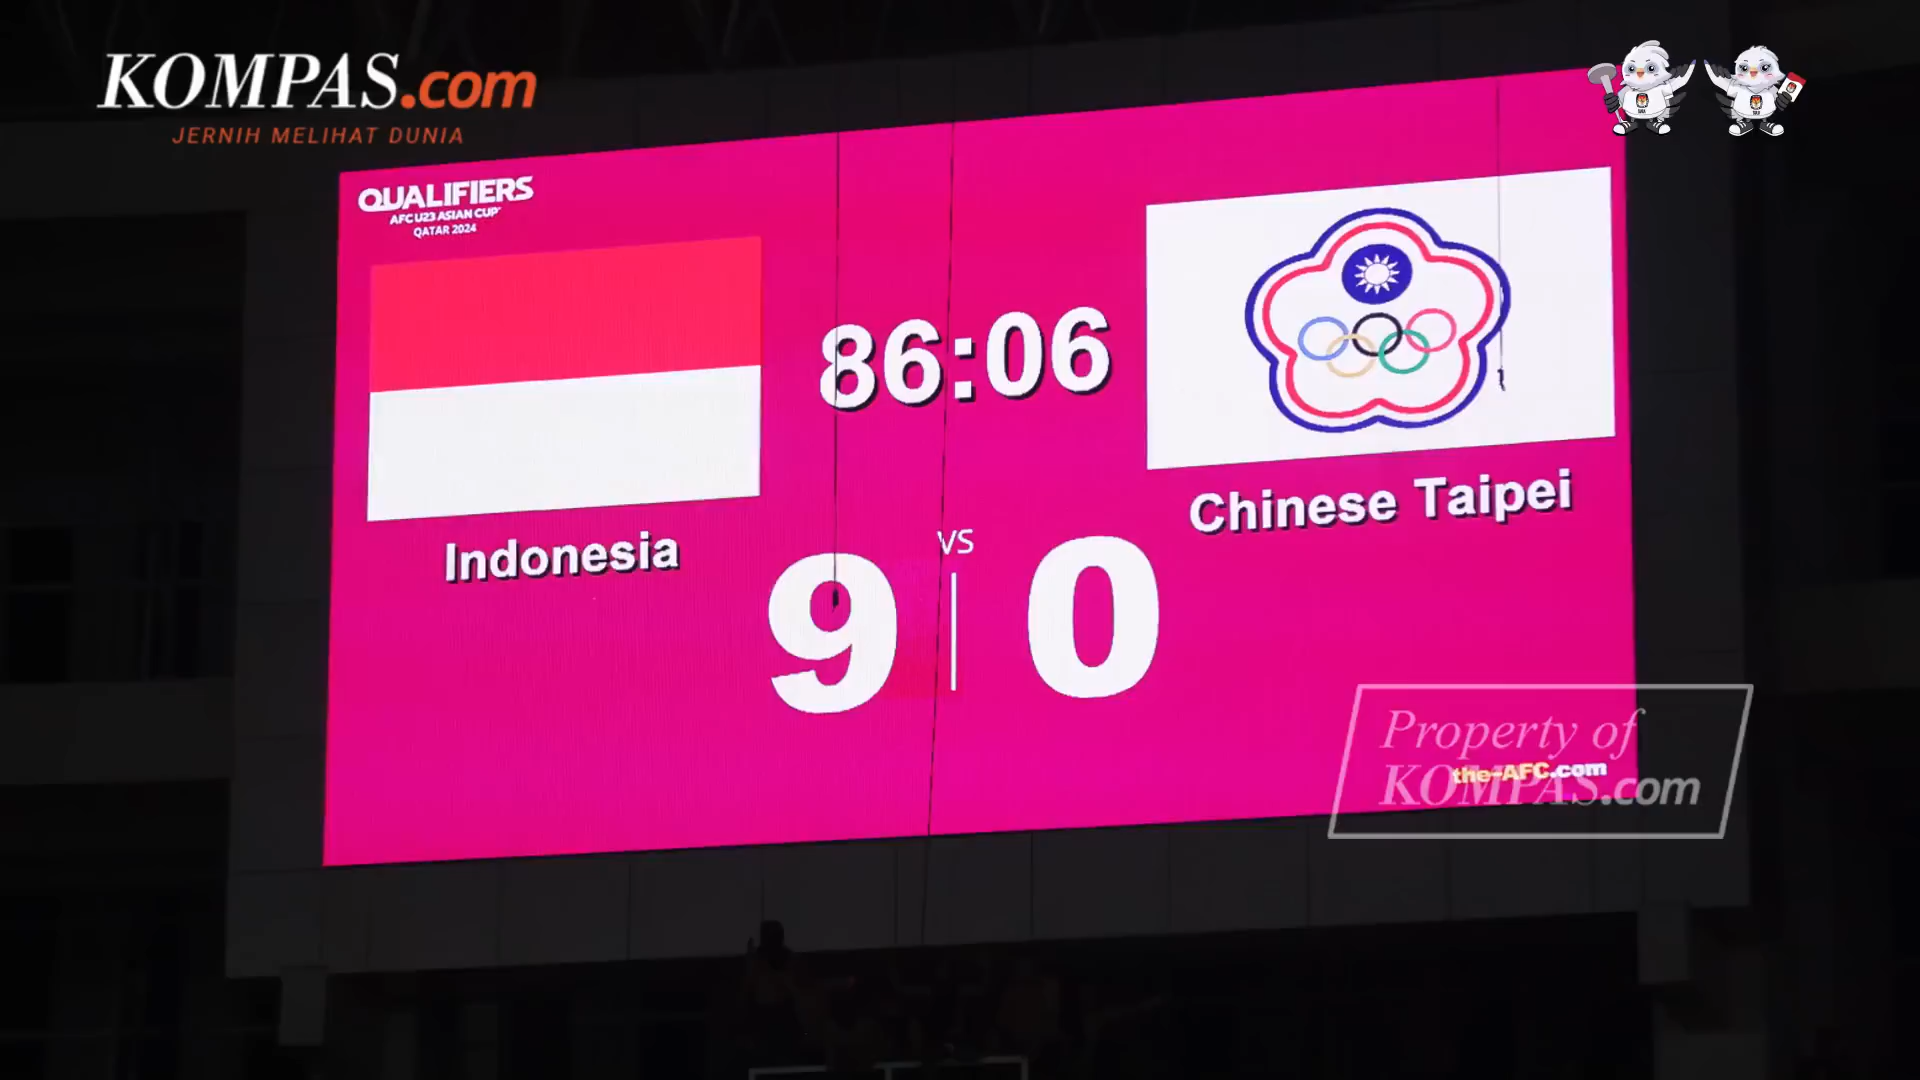 KOMPAS.com
JERNIH MELIHAT DUNIA
QUALIFIERS
AFC U23 ASIAN CUP
QATAR 2024
86:06
Indonesia
Chinese Taipei
vs
9 | 0
Property of
KOMPAS.com
the-AFC.com